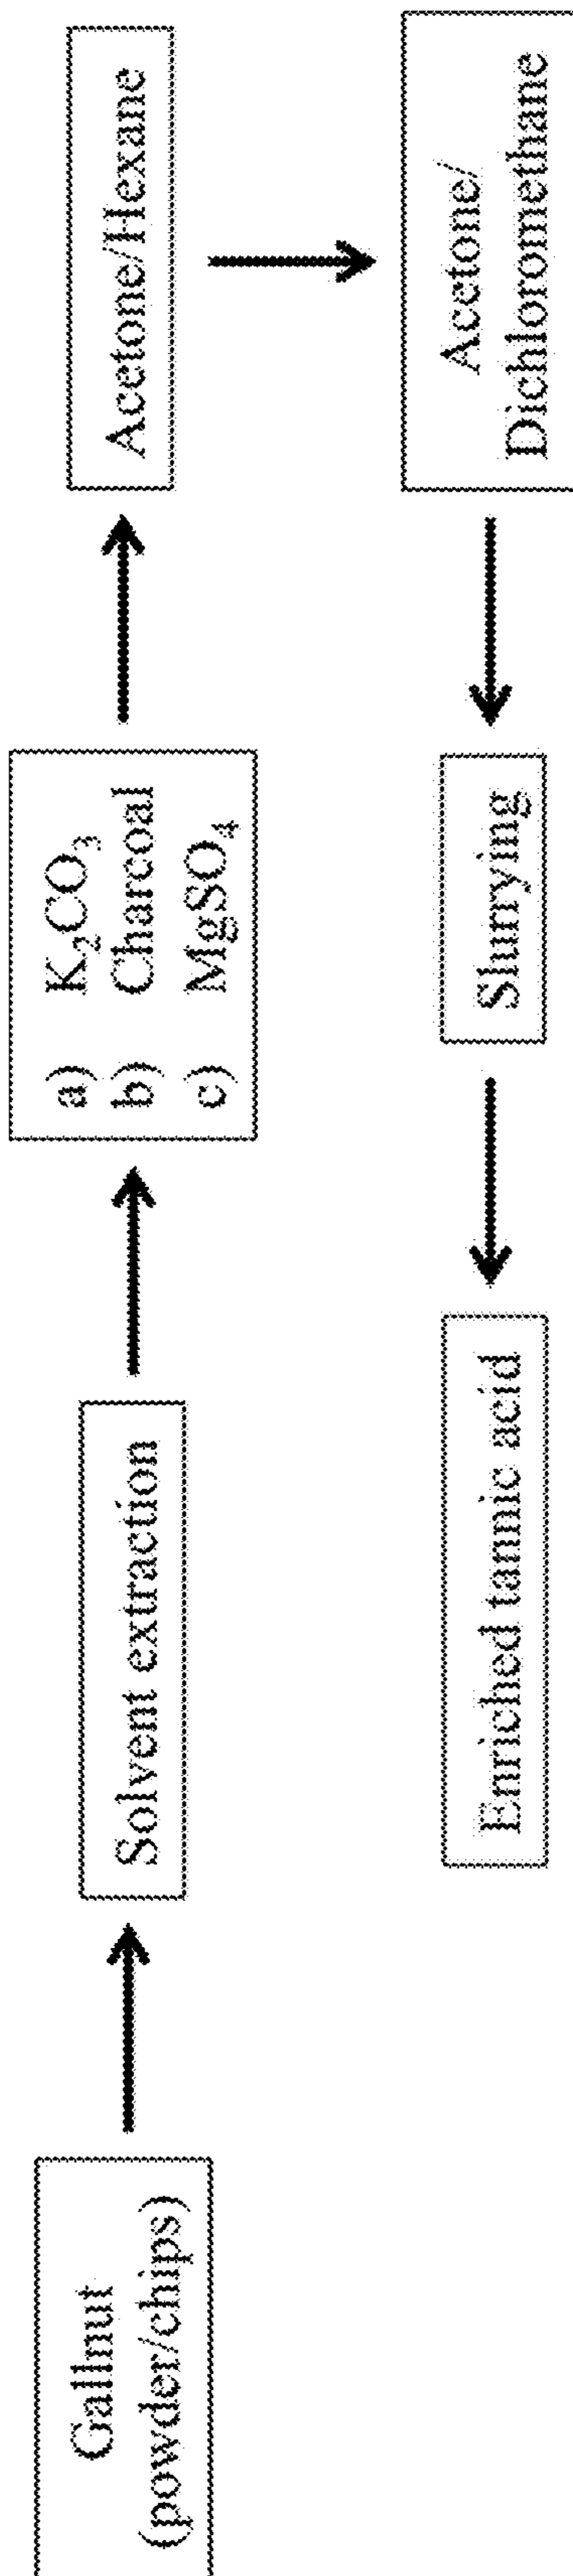 Gallnut
(powder/chips)
Solvent extraction
a) K₂CO₃
b) Charcoal
c) MgSO₄
Acetone/Hexane
Acetone/
Dichloromethane
Slurrying
Enriched tannic acid